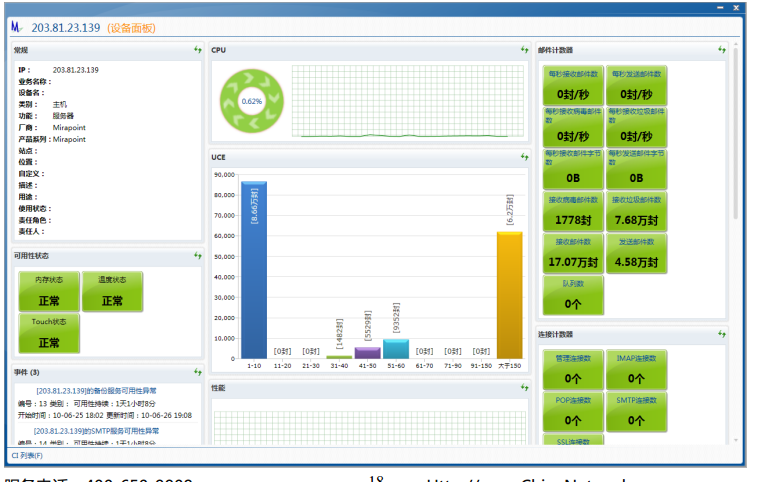 203.81.23.139 (设备面板)
常规
IP： 203.81.23.139
业务名称：
设备名：
类别： 主机
功能： 服务器
厂商： Mirapoint
产品系列：Mirapoint
站点：
位置：
自定义：
描述：
用途：
使用状态：
责任角色：
责任人：
可用性状态
内存状态
正常
温度状态
正常
Touch状态
正常
事件 (3)
[203.81.23.139]的备份服务可用性异常
编号：13 类别： 可用性持续：1天1小时8分
开始时间：10-06-25 18:02 更新时间：10-06-26 19:08
[203.81.23.139]的SMTP服务可用性异常
编号：14 类别： 可用性持续：1天1小时8分
CPU
0.62%
UCE
90,000
80,000
70,000
60,000
50,000
40,000
30,000
20,000
10,000
0
[8.66万封]
[0封]
[0封]
[1482封]
[5529封]
[9352封]
[0封]
[0封]
[0封]
[6.2万封]
1-10 11-20 21-30 31-40 41-50 51-60 61-70 71-90 91-150 大于150
性能
邮件计数器
每秒接收邮件数
0封/秒
每秒发送邮件数
0封/秒
每秒接收病毒邮件数
0封/秒
每秒接收垃圾邮件数
0封/秒
每秒接收邮件字节数
0B
每秒发送邮件字节数
0B
接收病毒邮件数
1778封
接收垃圾邮件数
7.68万封
接收邮件数
17.07万封
发送邮件数
4.58万封
队列数
0个
连接计数器
管理连接数
0个
IMAP连接数
0个
POP连接数
0个
SMTP连接数
0个
SSL连接数
CI 列表(F)
18